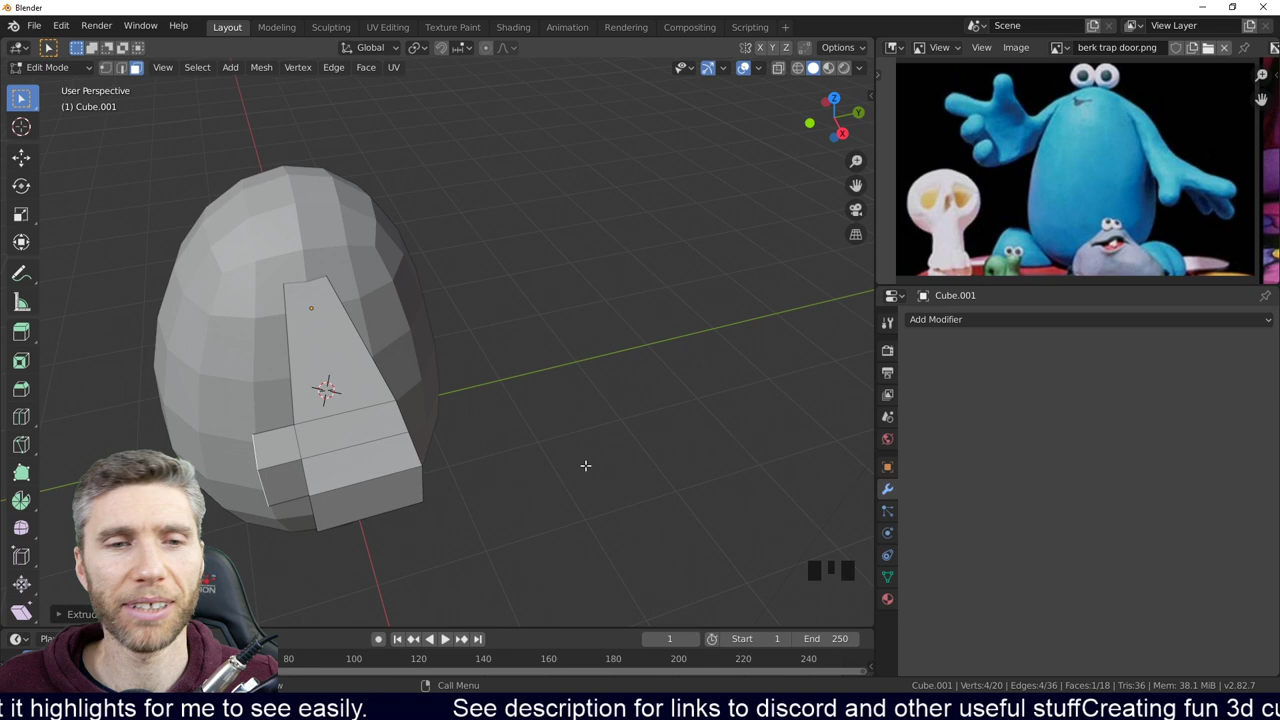 Blender
File Edit Render Window Help
Layout Modeling Sculpting UV Editing Texture Paint Shading Animation Rendering Compositing Scripting +
Scene
View Layer
Global
X Y Z Options
View View Image berk trap door.png
Edit Mode View Select Add Mesh Vertex Edge Face UV
User Perspective
(1) Cube.001
Z Y X
Cube.001
Add Modifier
Extrud
Pla
1 Start 1 End 250
80 100 120 140 160 180 200 220 240
Call Menu
Cube.001 | Verts:4/20 | Edges:4/36 | Faces:1/18 | Tris:36 | Mem: 38.1 MiB | v2.82.7
t it highlights for me to see easily. See description for links to discord and other useful stuffCreating fun 3d cu